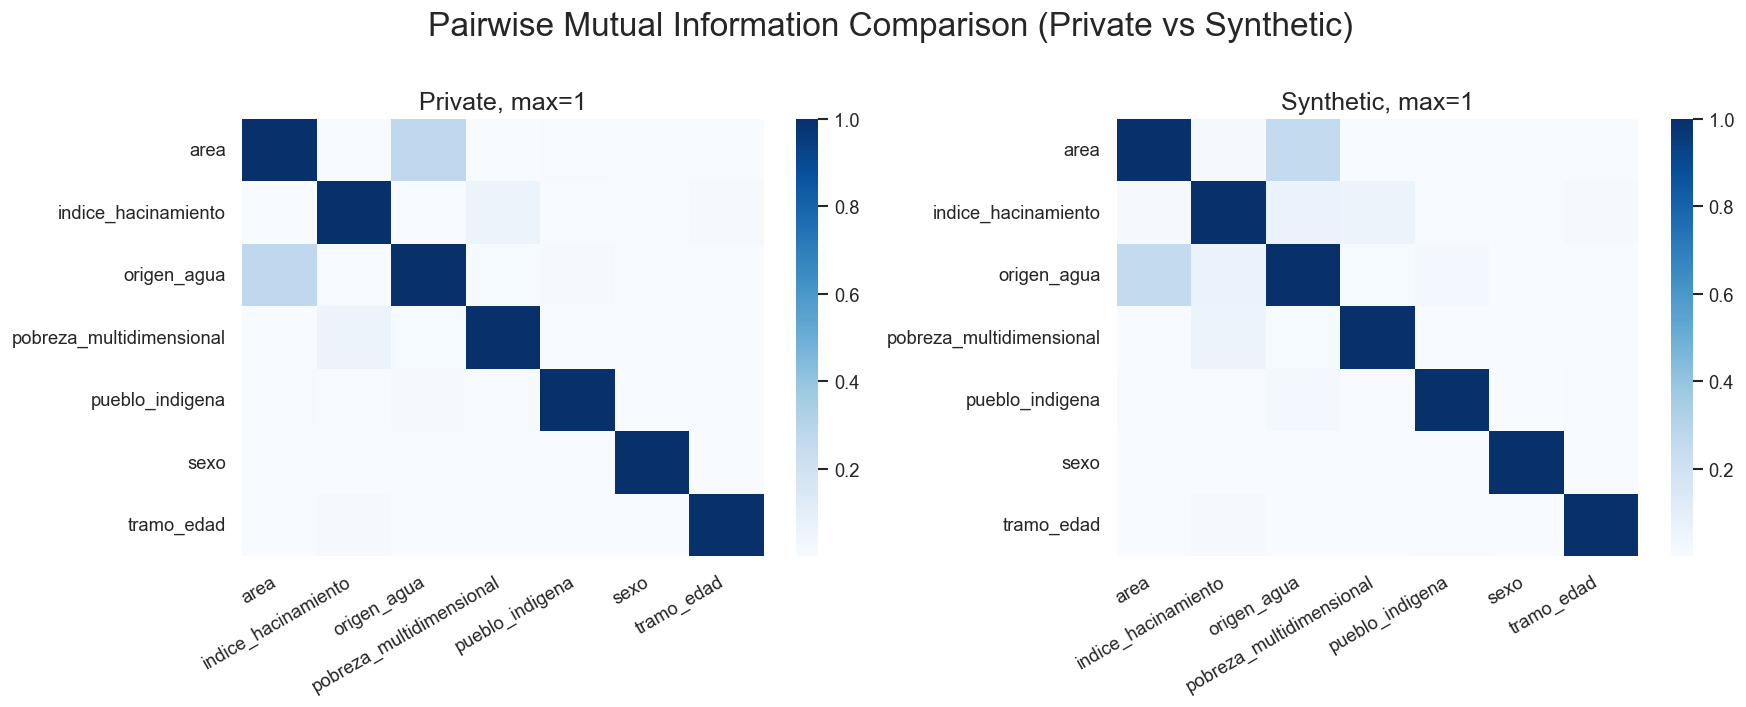 Pairwise Mutual Information Comparison (Private vs Synthetic)
Private, max=1
area
indice_hacinamiento
origen_agua
pobreza_multidimensional
pueblo_indigena
sexo
tramo_edad
area
indice_hacinamiento
origen_agua
pobreza_multidimensional
pueblo_indigena
sexo
tramo_edad
1.0
0.8
0.6
0.4
0.2
Synthetic, max=1
area
indice_hacinamiento
origen_agua
pobreza_multidimensional
pueblo_indigena
sexo
tramo_edad
area
indice_hacinamiento
origen_agua
pobreza_multidimensional
pueblo_indigena
sexo
tramo_edad
1.0
0.8
0.6
0.4
0.2